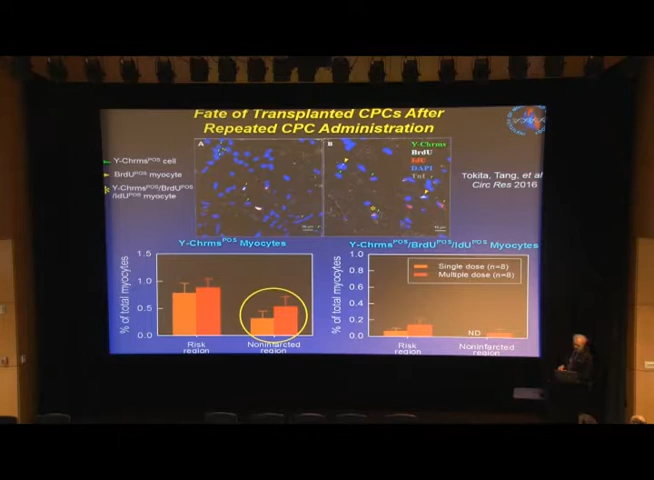 Fate of Transplanted CPCs After
Repeated CPC Administration
A
B
Y-Chrms
BrdU
IdU
DAPI
TnI
Y-Chrmsᴾᴼˢ cell
BrdUᴾᴼˢ myocyte
Y-Chrmsᴾᴼˢ/BrdUᴾᴼˢ
/IdUᴾᴼˢ myocyte
Tokita, Tang, et al
Circ Res 2016
Y-Chrmsᴾᴼˢ Myocytes
% of total myocytes
1.5
1.0
0.5
0.0
Risk
region
Noninfarcted
region
Y-Chrmsᴾᴼˢ/BrdUᴾᴼˢ/IdUᴾᴼˢ Myocytes
% of total myocytes
1.0
0.8
0.6
0.4
0.2
0.0
Single dose (n=8)
Multiple dose (n=8)
ND
Risk
region
Noninfarcted
region